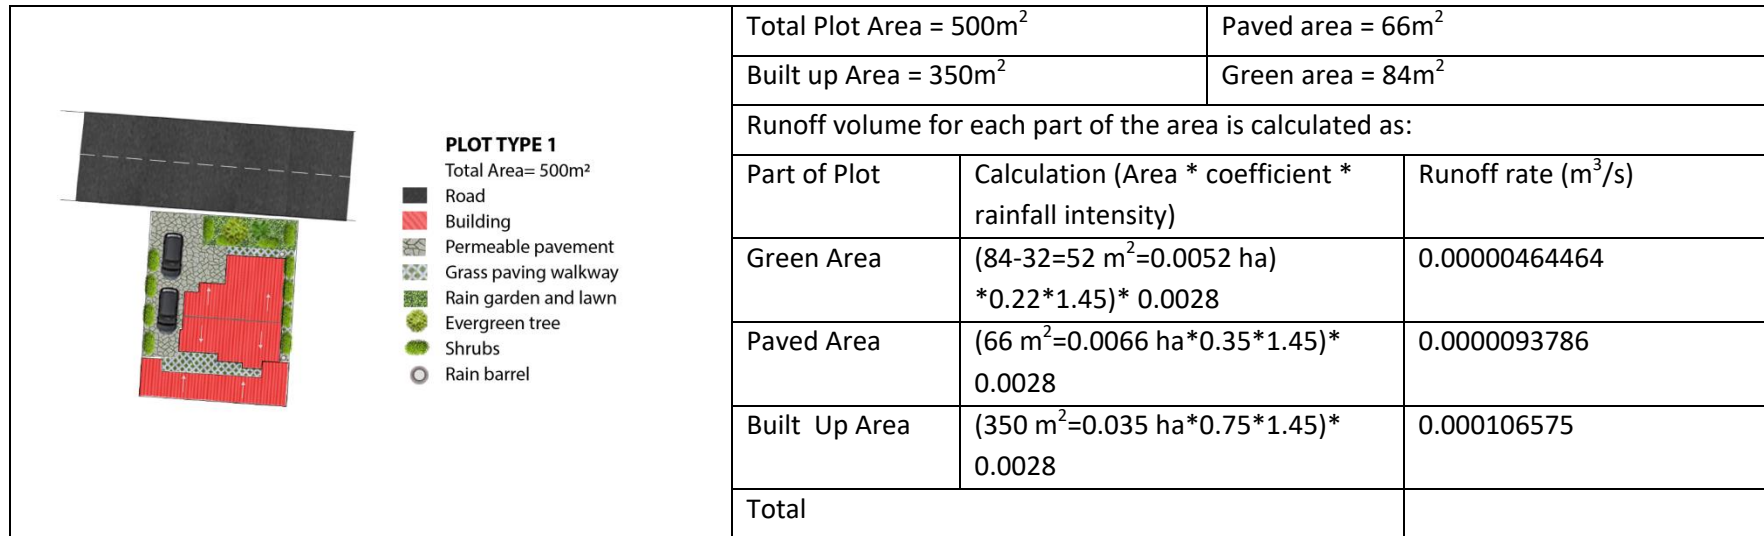 PLOT TYPE 1
Total Area= 500m²
Road
Building
Permeable pavement
Grass paving walkway
Rain garden and lawn
Evergreen tree
Shrubs
Rain barrel
Total Plot Area = 500m²
Paved area = 66m²
Built up Area = 350m²
Green area = 84m²
Runoff volume for each part of the area is calculated as:
Part of Plot
Calculation (Area * coefficient *
rainfall intensity)
Runoff rate (m³/s)
Green Area
(84-32=52 m²=0.0052 ha)
*0.22*1.45)* 0.0028
0.00000464464
Paved Area
(66 m²=0.0066 ha*0.35*1.45)*
0.0028
0.0000093786
Built  Up Area
(350 m²=0.035 ha*0.75*1.45)*
0.0028
0.000106575
Total